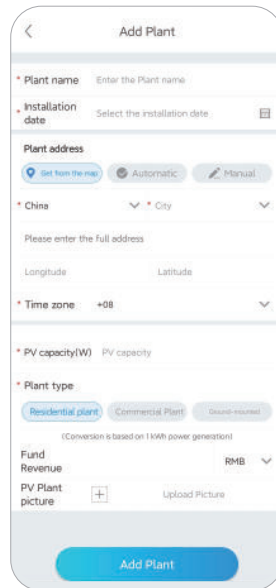 Add Plant
* Plant name Enter the Plant name
* Installation date Select the installation date
Plant address
Get from the map Automatic Manual
* China * City
Please enter the full address
Longitude Latitude
* Time zone +08
* PV capacity(W) PV capacity
* Plant type
Residential plant Commercial Plant Ground-mounted
(Conversion is based on 1 kWh power generation)
Fund Revenue RMB
PV Plant picture Upload Picture
Add Plant